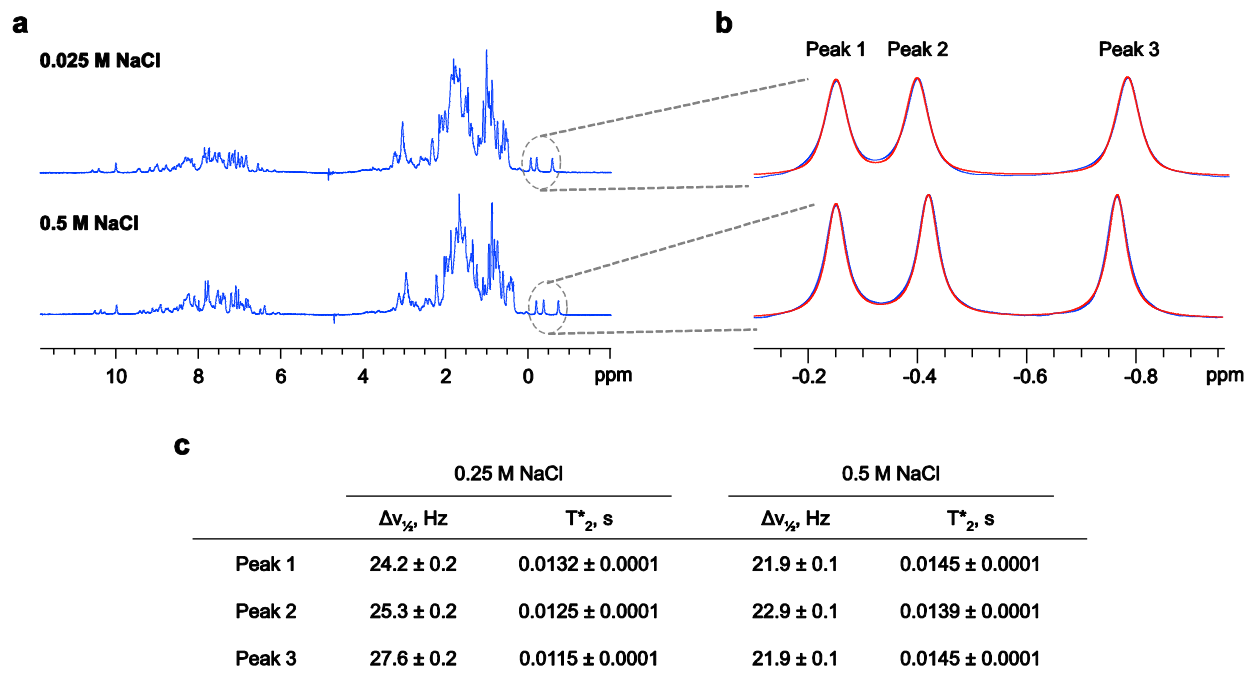 a
0.025 M NaCl
0.5 M NaCl
10 8 6 4 2 0 ppm
b
Peak 1 Peak 2 Peak 3
-0.2 -0.4 -0.6 -0.8 ppm
c
0.25 M NaCl 0.5 M NaCl
Δv½, Hz T*2, s Δv½, Hz T*2, s
Peak 1 24.2 ± 0.2 0.0132 ± 0.0001 21.9 ± 0.1 0.0145 ± 0.0001
Peak 2 25.3 ± 0.2 0.0125 ± 0.0001 22.9 ± 0.1 0.0139 ± 0.0001
Peak 3 27.6 ± 0.2 0.0115 ± 0.0001 21.9 ± 0.1 0.0145 ± 0.0001